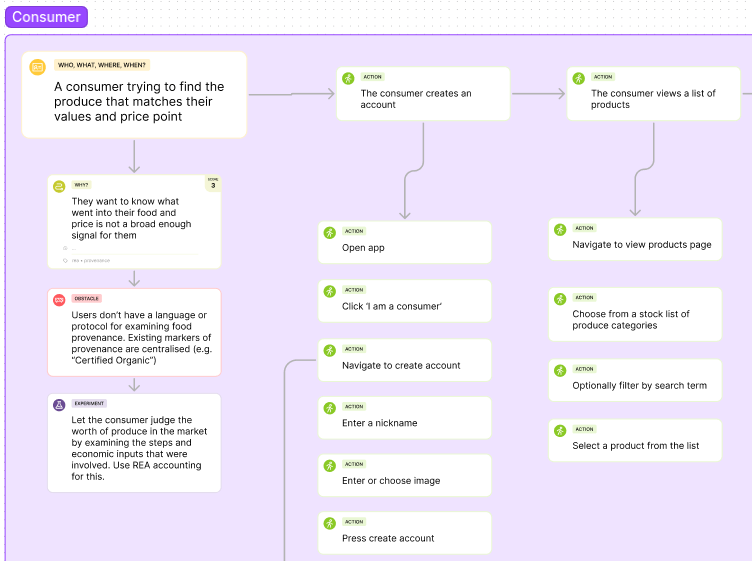 Consumer
WHO, WHAT, WHERE, WHEN?
A consumer trying to find the
produce that matches their
values and price point
WHY?
SCORE
3
They want to know what
went into their food and
price is not a broad enough
signal for them
...
rea • provenance
OBSTACLE
Users don't have a language or
protocol for examining food
provenance. Existing markers of
provenance are centralised (e.g.
“Certified Organic”)
EXPERIMENT
Let the consumer judge the
worth of produce in the market
by examining the steps and
economic inputs that were
involved. Use REA accounting
for this.
ACTION
The consumer creates an
account
ACTION
Open app
ACTION
Click ‘I am a consumer’
ACTION
Navigate to create account
ACTION
Enter a nickname
ACTION
Enter or choose image
ACTION
Press create account
ACTION
The consumer views a list of
products
ACTION
Navigate to view products page
ACTION
Choose from a stock list of
produce categories
ACTION
Optionally filter by search term
ACTION
Select a product from the list